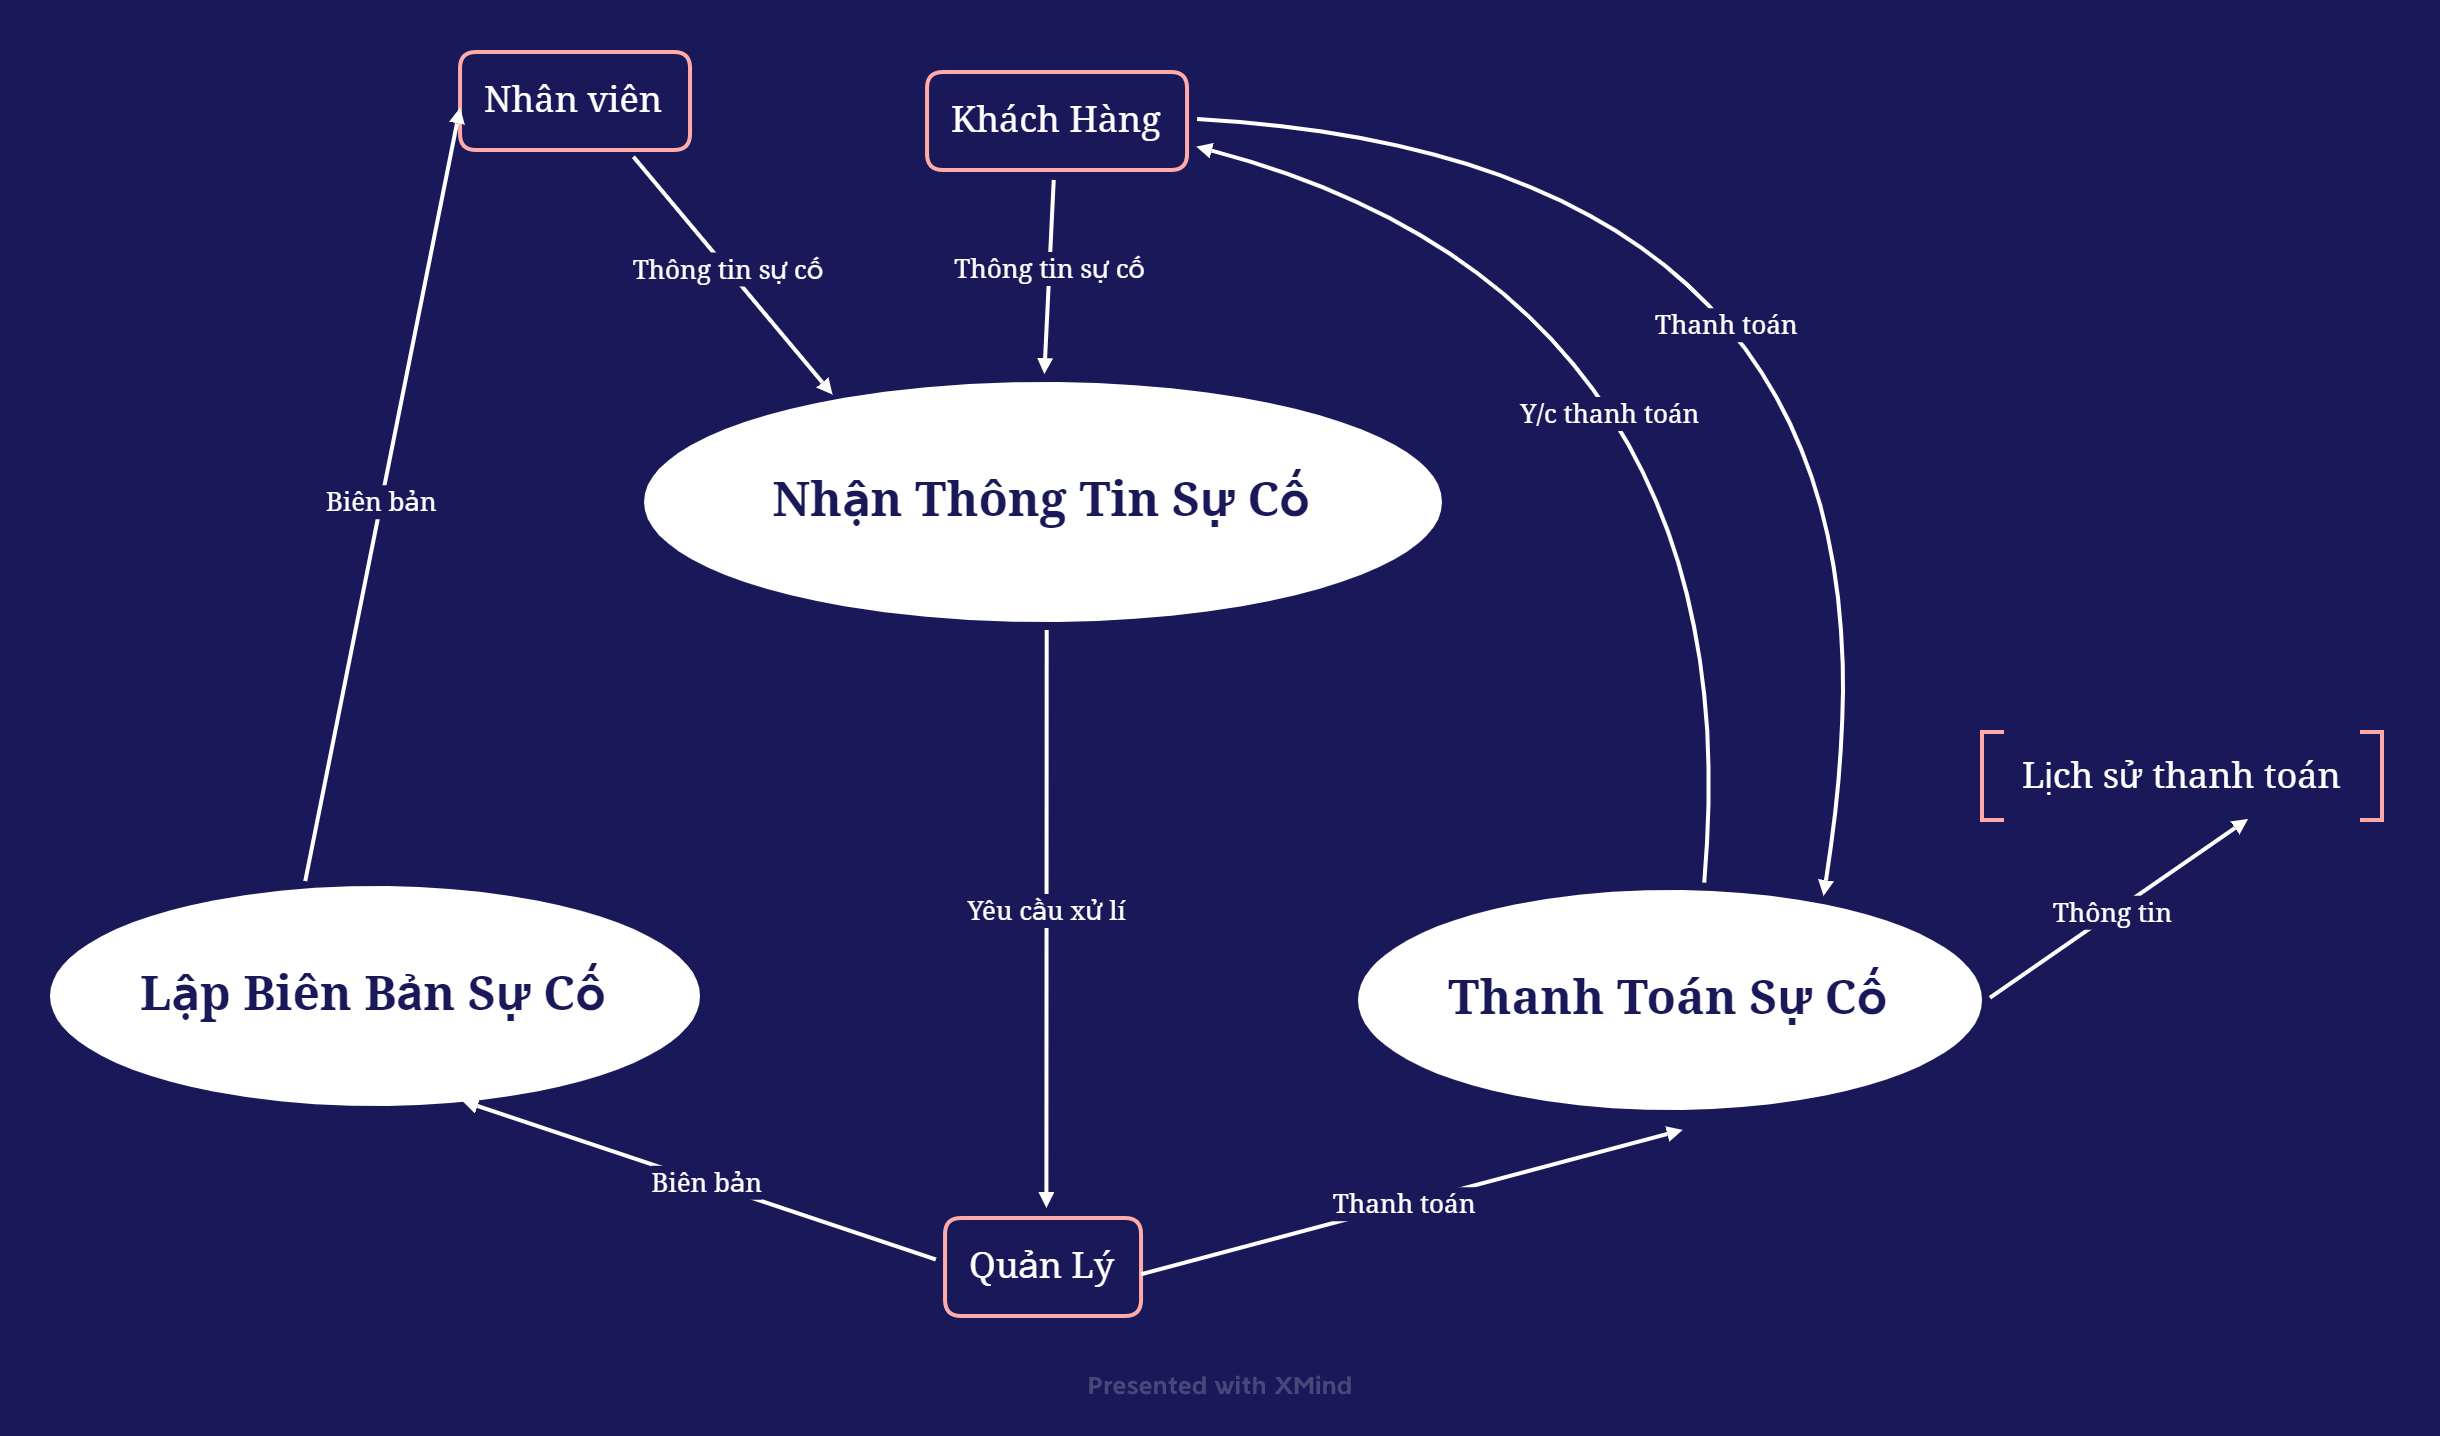 Nhân viên
Khách Hàng
Thông tin sự cố
Thông tin sự cố
Thanh toán
Y/c thanh toán
Biên bản
Nhận Thông Tin Sự Cố
Lịch sử thanh toán
Yêu cầu xử lí
Thông tin
Lập Biên Bản Sự Cố
Thanh Toán Sự Cố
Biên bản
Thanh toán
Quản Lý
Presented with XMind